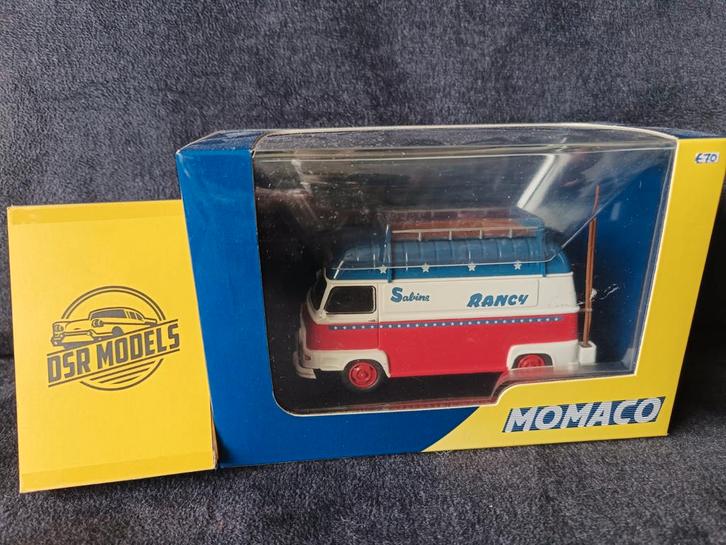 €70
DSR MODELS
Sabine RANCY
MOMACO